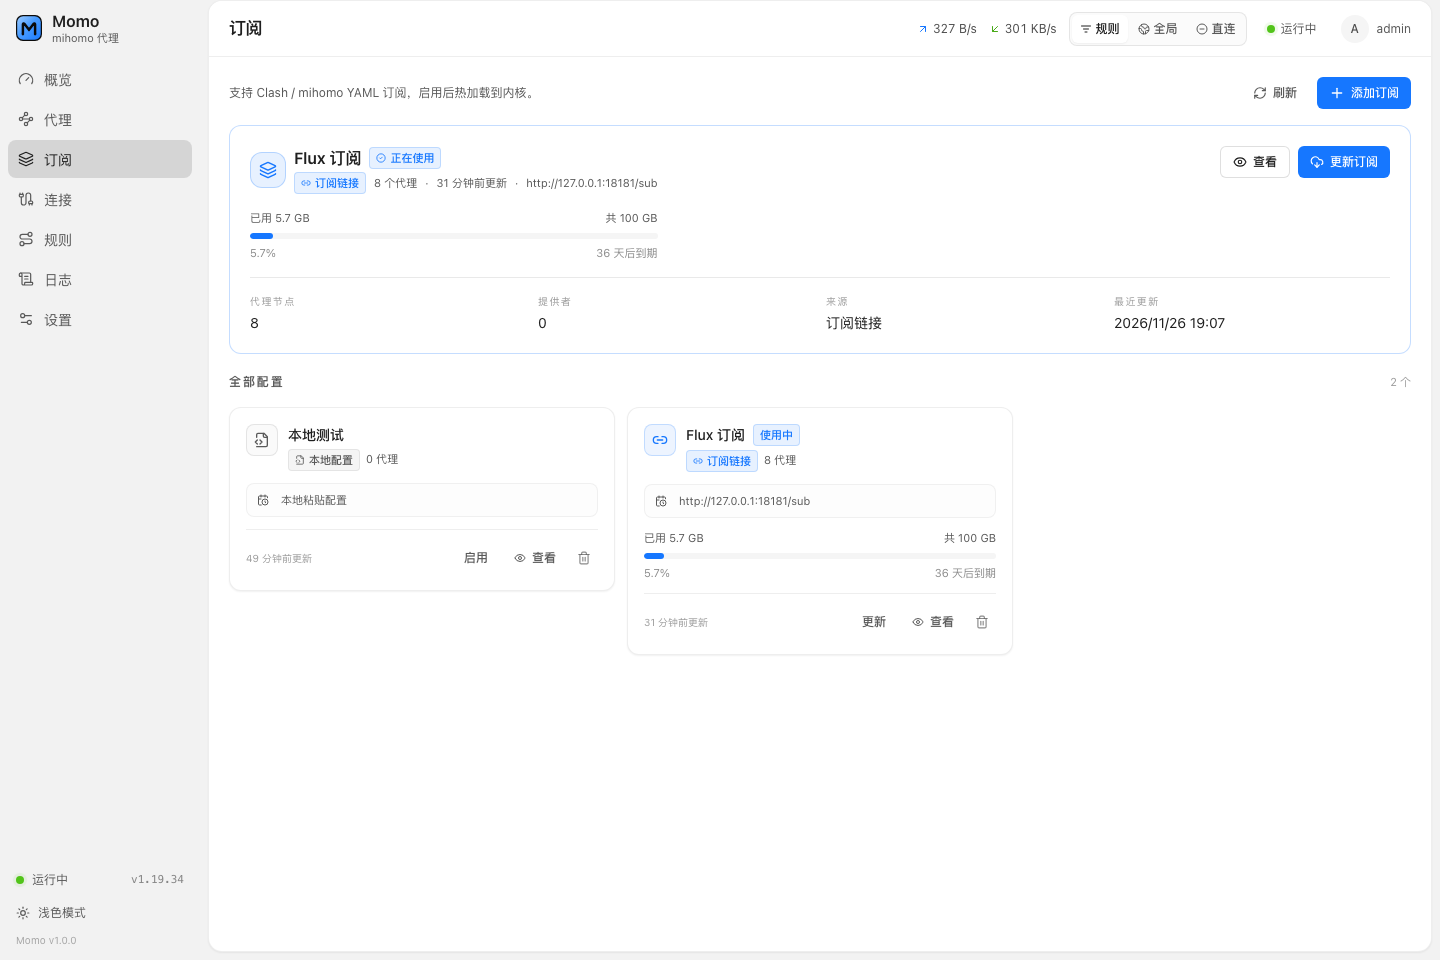 Momo
mihomo 代理
概览
代理
订阅
连接
规则
日志
设置
运行中 v1.19.34
浅色模式
Momo v1.0.0
订阅
327 B/s 301 KB/s 规则 全局 直连 运行中 A admin
支持 Clash / mihomo YAML 订阅，启用后热加载到内核。
刷新 添加订阅
Flux 订阅 正在使用
查看 更新订阅
订阅链接 8 个代理 · 31 分钟前更新 · http://127.0.0.1:18181/sub
已用 5.7 GB 共 100 GB
5.7% 36 天后到期
代理节点 提供者 来源 最近更新
8 0 订阅链接 2026/11/26 19:07
全部配置 2 个
本地测试
本地配置 0 代理
本地粘贴配置
49 分钟前更新 启用 查看
Flux 订阅 使用中
订阅链接 8 代理
http://127.0.0.1:18181/sub
已用 5.7 GB 共 100 GB
5.7% 36 天后到期
31 分钟前更新 更新 查看